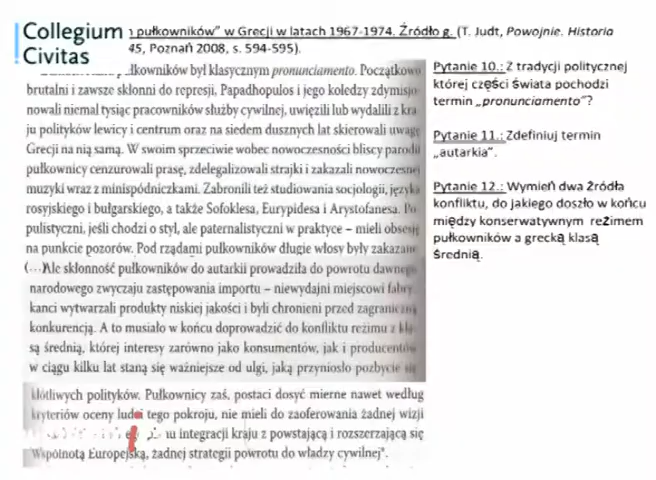 Collegium
Civitas
pułkowników" w Grecji w latach 1967-1974. Źródło g. (T. Judt, Powojnie. Historia
45, Poznań 2008, s. 594-595).
łkowników był klasycznym pronunciamento. Początkowo
brutalni i zawsze skłonni do represji, Papadhopulos i jego koledzy zdymisjo-
nowali niemal tysiąc pracowników służby cywilnej, uwięzili lub wydalili z kra-
ju polityków lewicy i centrum oraz na siedem dusznych lat skierowali uwagę
Grecji na nią samą. W swoim sprzeciwie wobec nowoczesności bliscy parodii
pułkownicy cenzurowali prasę, zdelegalizowali strajki i zakazali nowoczesnej
muzyki wraz z minispódniczkami. Zabronili też studiowania socjologii, języka
rosyjskiego i bułgarskiego, a także Sofoklesa, Eurypidesa i Arystofanesa. Po-
pulistyczni, jeśli chodzi o styl, ale paternalistyczni w praktyce – mieli obsesję
na punkcie pozorów. Pod rządami pułkowników długie włosy były zakazane
(...)Ale skłonność pułkowników do autarkii prowadziła do powrotu dawnego
narodowego zwyczaju zastępowania importu – niewydajni miejscowi fabry-
kanci wytwarzali produkty niskiej jakości i byli chronieni przed zagraniczną
konkurencją. A to musiało w końcu doprowadzić do konfliktu reżimu z kla-
są średnią, której interesy zarówno jako konsumentów, jak i producentów
w ciągu kilku lat staną się ważniejsze od ulgi, jaką przyniosło pozbycie się
kłótliwych polityków. Pułkownicy zaś, postaci dosyć mierne nawet według
kryteriów oceny ludzi tego pokroju, nie mieli do zaoferowania żadnej wizji
nu integracji kraju z powstającą i rozszerzającą się
Wspólnotą Europejską, żadnej strategii powrotu do władzy cywilnej".
Pytanie 10.: Z tradycji politycznej
której części świata pochodzi
termin „pronunciamento"?
Pytanie 11.: Zdefiniuj termin
„autarkia".
Pytanie 12.: Wymień dwa źródła
konfliktu, do jakiego doszło w końcu
między konserwatywnym reżimem
pułkowników a grecką klasą
średnią.